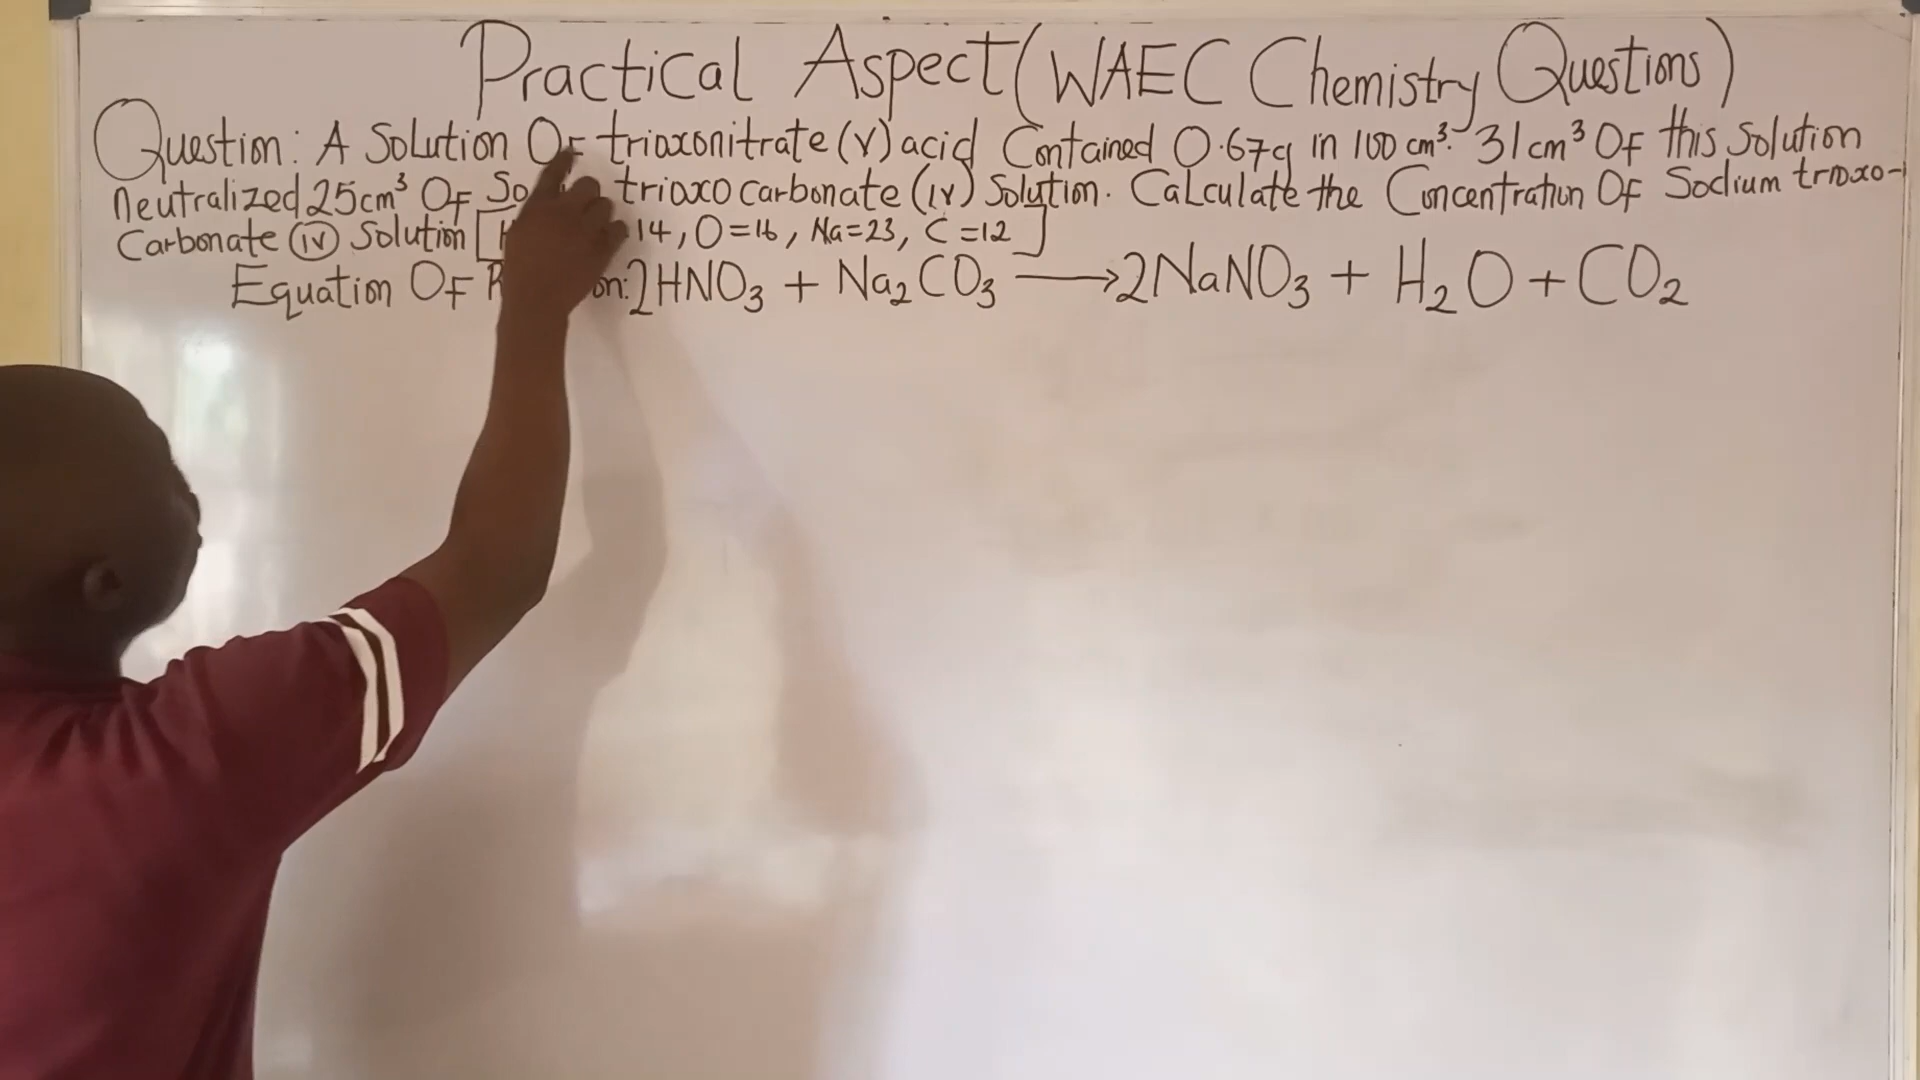 Practical Aspect (WAEC Chemistry Questions)
Question: A Solution OF trioxonitrate (v) acid Contained 0.67g in 100 cm³. 31cm³ OF this Solution
Neutralized 25cm³ OF trioxocarbonate (iv) Solution. Calculate the Concentration OF Sodium trioxo-
Carbonate (iv) Solution [ 14, O=16, Na=23, C=12 ]
Equation OF 2HNO₃ + Na₂CO₃ → 2NaNO₃ + H₂O + CO₂